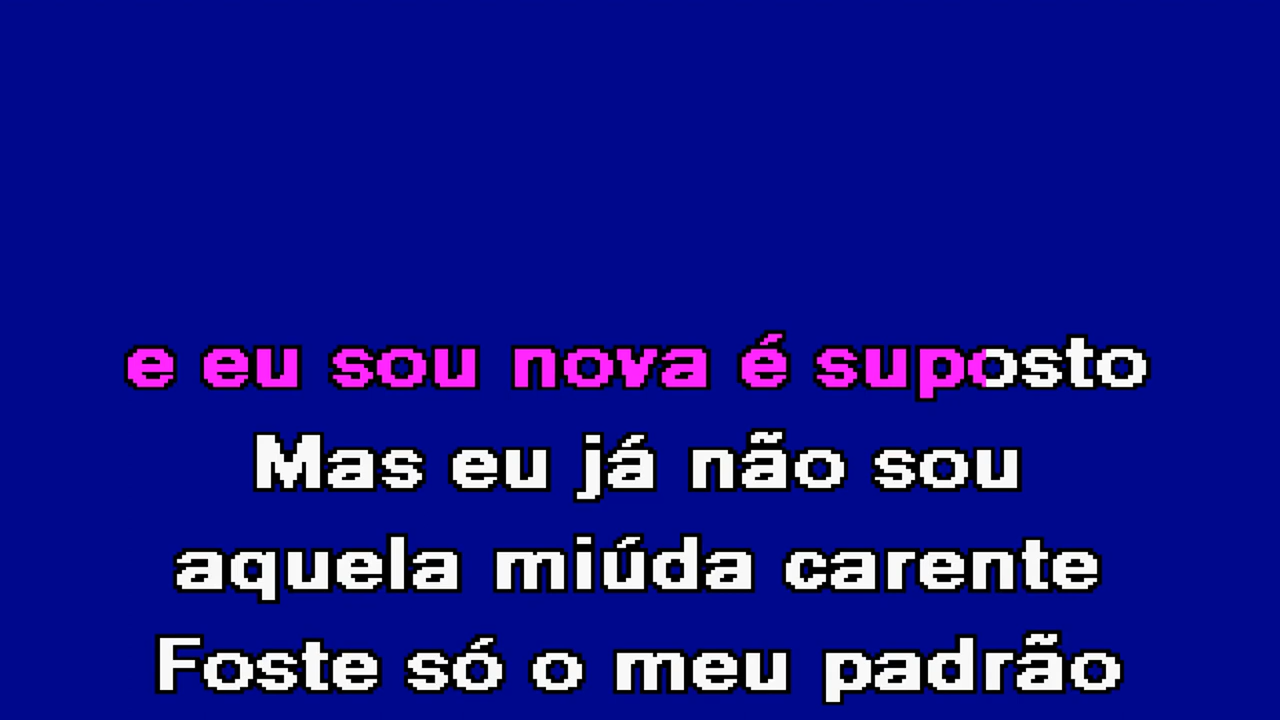 e eu sou nova é suposto
Mas eu já não sou
aquela miúda carente
Foste só o meu padrão